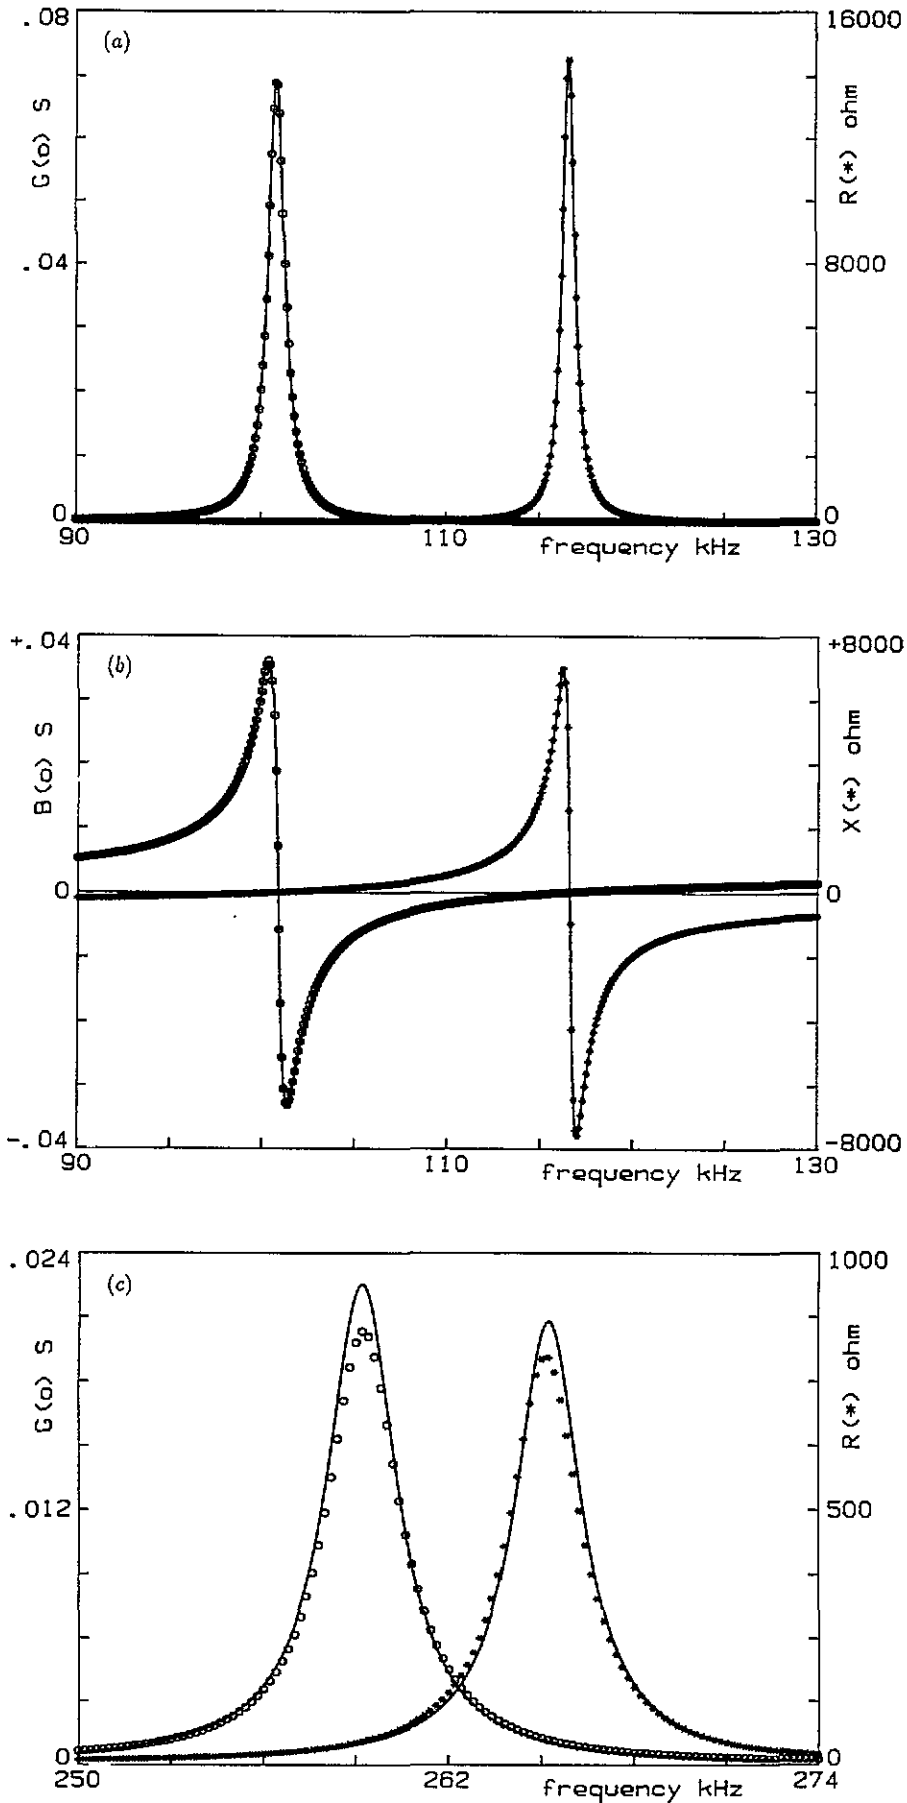 .08
(a)
16000
G(o) S
R(*) ohm
.04
8000
0
0
90
110
130
frequency kHz
+.04
(b)
+8000
B(o) S
X(*) ohm
0
0
-.04
-8000
90
110
130
frequency kHz
.024
(c)
1000
G(o) S
R(*) ohm
.012
500
0
0
250
262
274
frequency kHz